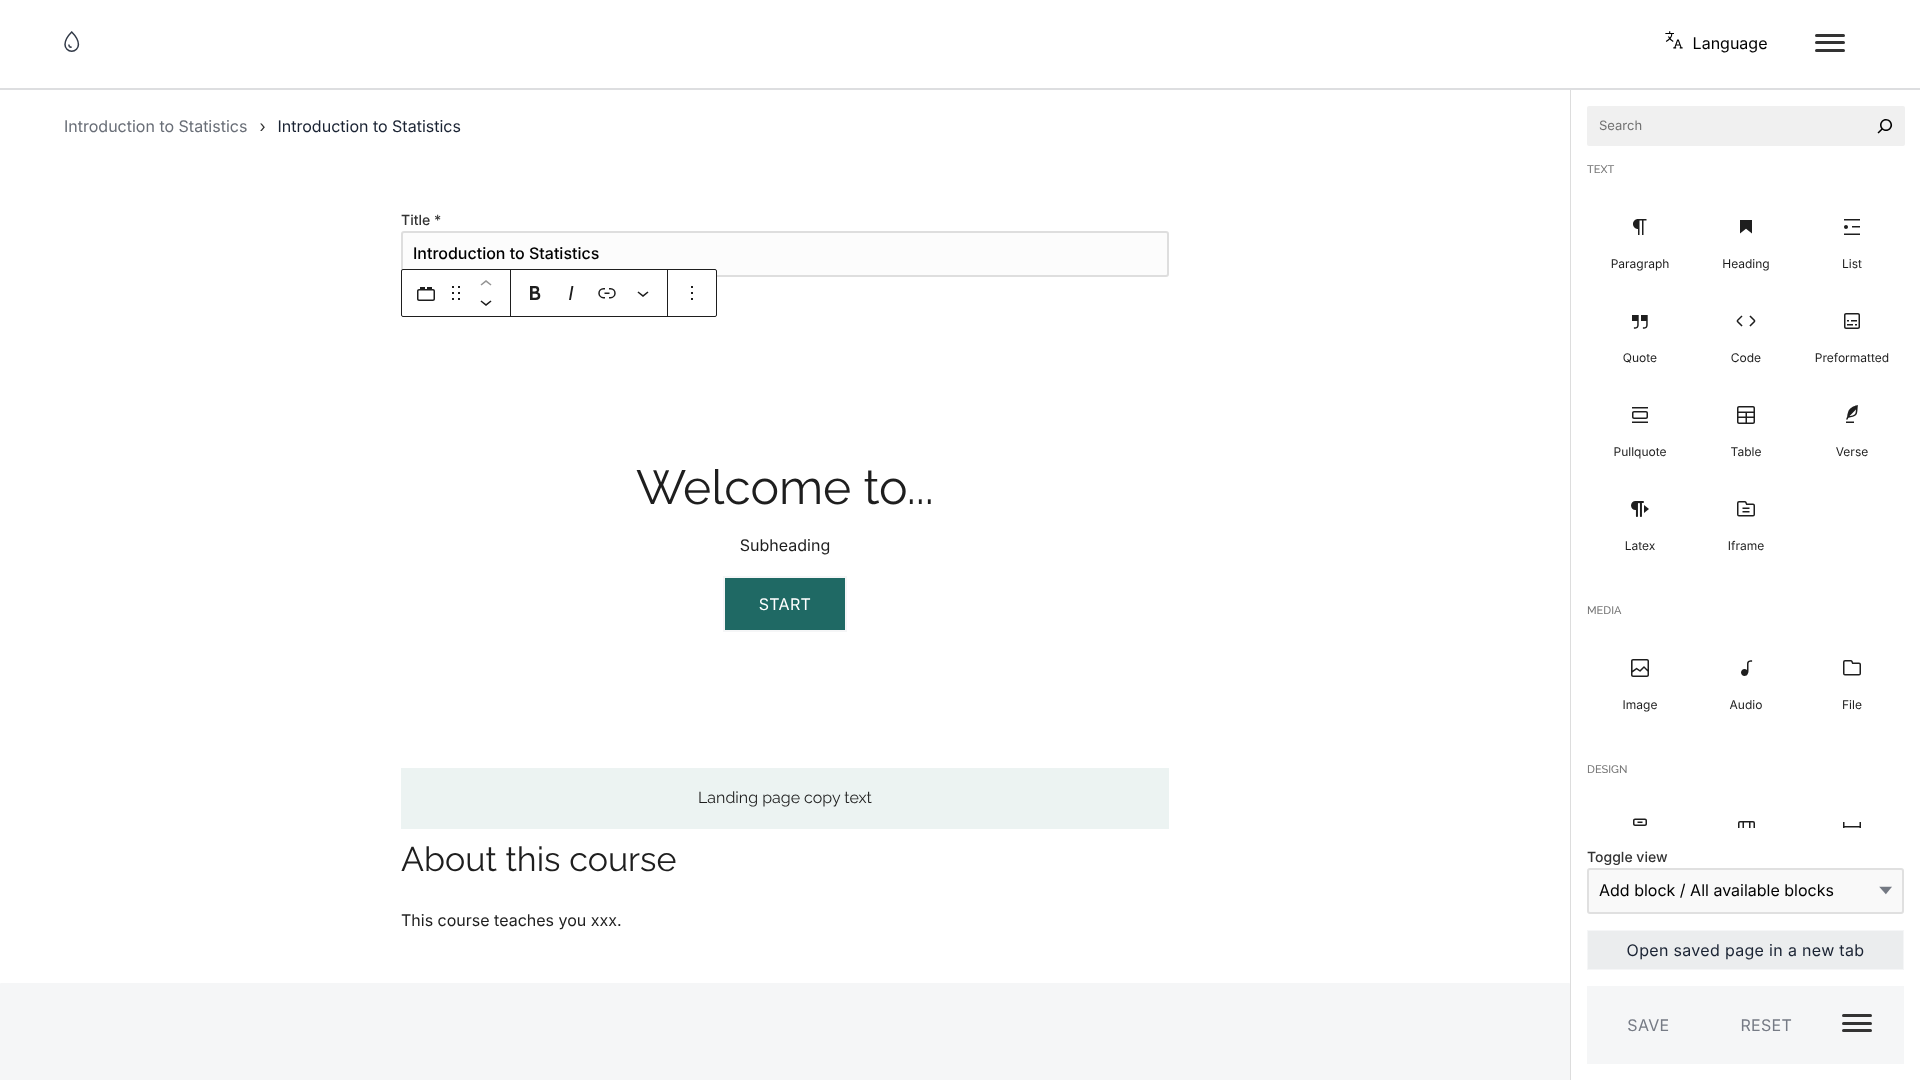 Language
Introduction to Statistics › Introduction to Statistics
Title *
Introduction to Statistics
B I
Welcome to...
Subheading
START
Landing page copy text
About this course
This course teaches you xxx.
Search
TEXT
Paragraph Heading List
Quote Code Preformatted
Pullquote Table Verse
Latex Iframe
MEDIA
Image Audio File
DESIGN
Toggle view
Add block / All available blocks
Open saved page in a new tab
SAVE RESET